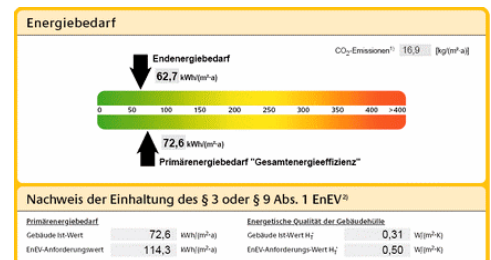 Energiebedarf
CO₂-Emissionen¹⁾ 16,9 [kg/(m²·a)]
Endenergiebedarf
62,7 kWh/(m²·a)
0 50 100 150 200 250 300 350 400 >400
72,6 kWh/(m²·a)
Primärenergiebedarf "Gesamtenergieeffizienz"
Nachweis der Einhaltung des § 3 oder § 9 Abs. 1 EnEV²⁾
Primärenergiebedarf
Gebäude Ist-Wert 72,6 kWh/(m²·a)
EnEV-Anforderungswert 114,3 kWh/(m²·a)
Energetische Qualität der Gebäudehülle
Gebäude Ist-Wert H_T' 0,31 W/(m²·K)
EnEV-Anforderungs-Wert H_T' 0,50 W/(m²·K)